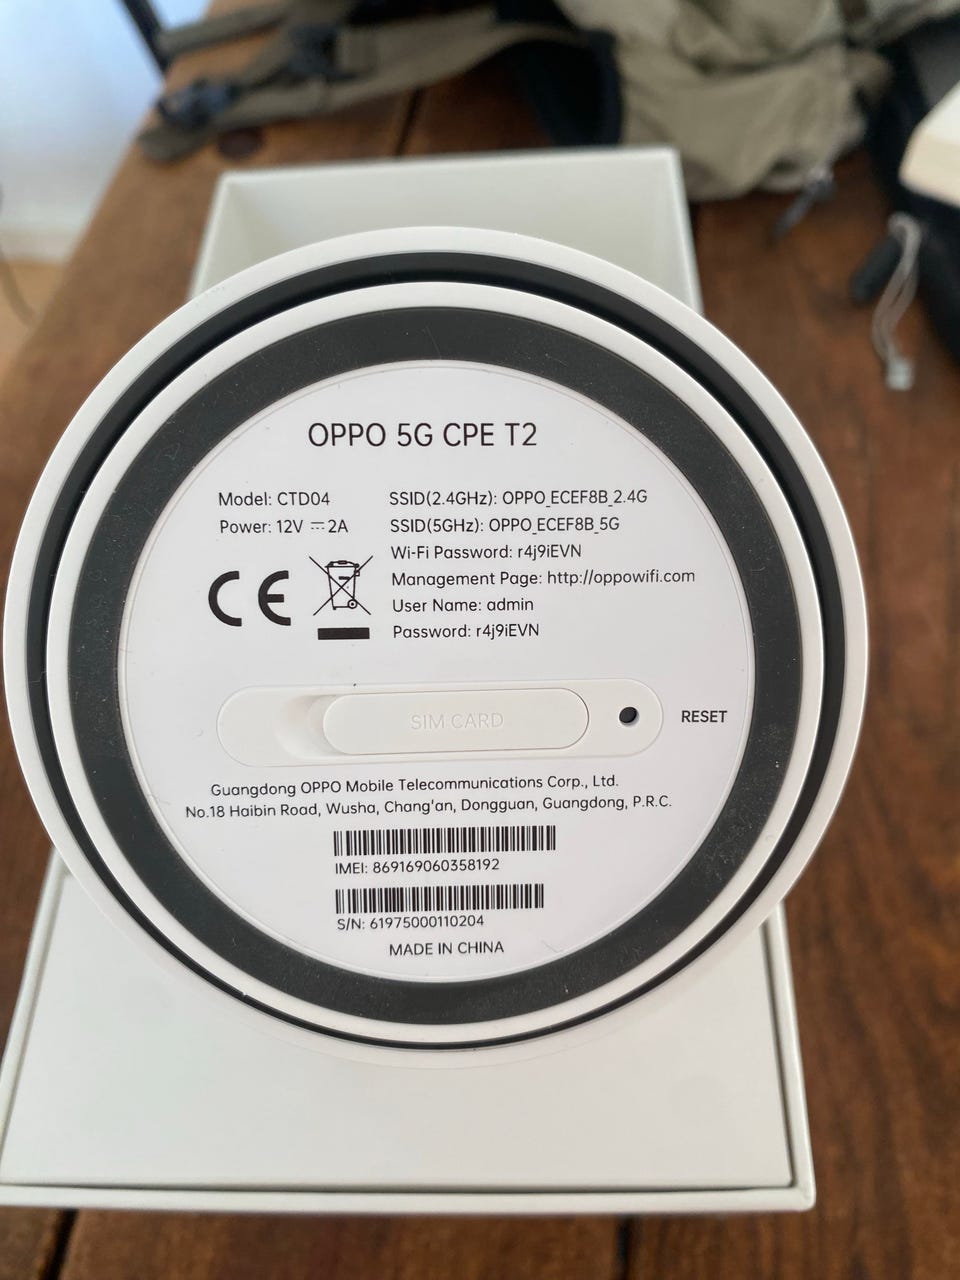 OPPO 5G CPE T2
Model: CTD04
Power: 12V ⎓ 2A
SSID(2.4GHz): OPPO_ECEF8B_2.4G
SSID(5GHz): OPPO_ECEF8B_5G
Wi-Fi Password: r4j9iEVN
Management Page: http://oppowifi.com
User Name: admin
Password: r4j9iEVN
CE
SIM CARD
RESET
Guangdong OPPO Mobile Telecommunications Corp., Ltd.
No.18 Haibin Road, Wusha, Chang'an, Dongguan, Guangdong, P.R.C.
IMEI: 869169060358192
S/N: 61975000110204
MADE IN CHINA